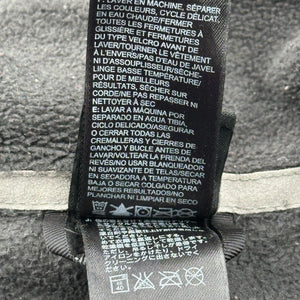 F: LAVER EN MACHINE, SÉPARER
LES COULEURS, CYCLE DÉLICAT,
EN EAU CHAUDE/FERMER
TOUTES LES FERMETURES À
GLISSIÈRE ET FERMETURES
DU TYPE VELCRO AVANT DE
LAVER/TOURNER LE VÊTEMENT
À L'ENVERS/PAS D'EAU DE JAVEL
NI D'ASSOUPLISSEUR/SÈCHE-
LINGE BASSE TEMPÉRATURE/
POUR DE MEILLEURS
RÉSULTATS, SÉCHER SUR
CORDE/NE PAS REPASSER NI
NETTOYER À SEC
E: LAVAR A MÁQUINA POR
SEPARADO EN AGUA TIBIA
CICLO DELICADO/ASEGURAR
O CERRAR TODAS LAS
CREMALLERAS Y CIERRES DE
GANCHO Y BUCLE ANTES DE
LAVAR/VOLTEAR LA PRENDA DEL
REVÉS/NO USAR BLANQUEADOR
NI SUAVIZANTE DE TELAS/SECAR
EN SECADORA A TEMPERATURA
BAJA O SECAR COLGADO PARA
MEJORES RESULTADOS/NO
PLANCHAR NI LIMPIAR EN SECO